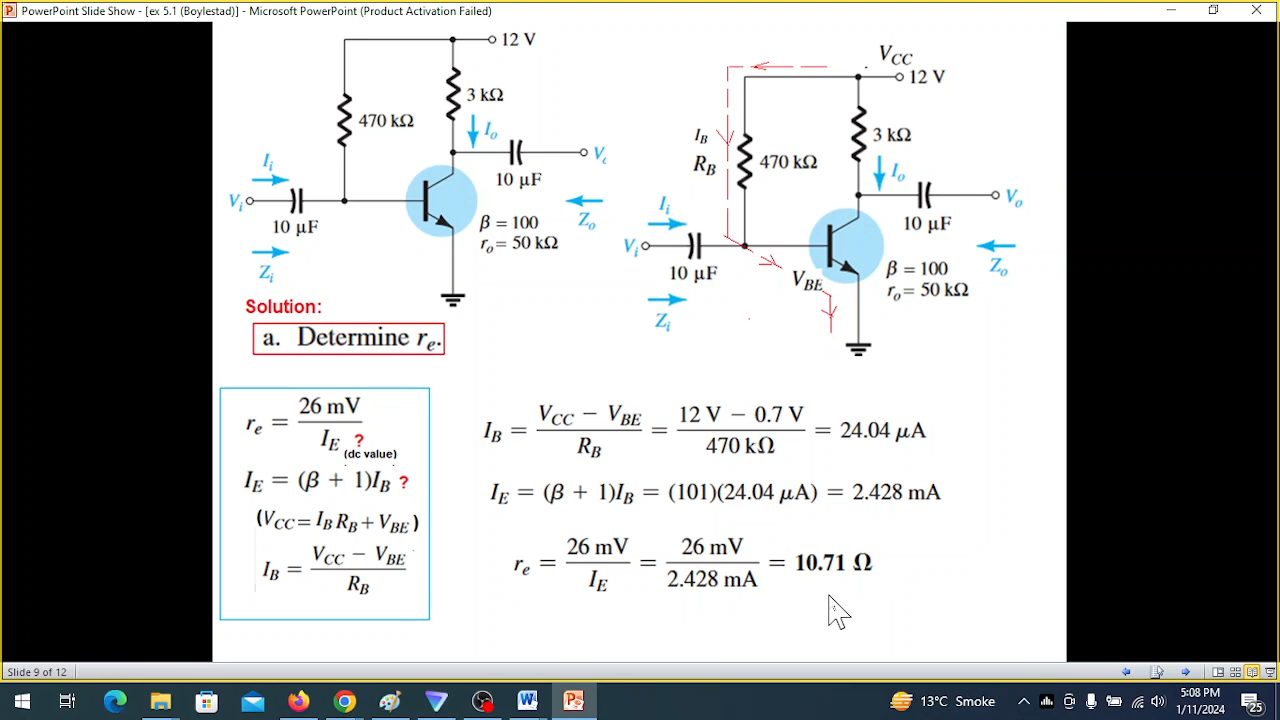 PowerPoint Slide Show - [ex 5.1 (Boylestad)] - Microsoft PowerPoint (Product Activation Failed)
12 V
3 kΩ
470 kΩ
I_o
I_i
10 μF
V_i
10 μF
β = 100
r_o = 50 kΩ
Z_o
Z_i
V_CC
12 V
I_B
R_B
470 kΩ
3 kΩ
I_o
I_i
V_o
10 μF
V_i
10 μF
V_BE
β = 100
r_o = 50 kΩ
Z_o
Z_i
Solution:
a. Determine r_e.
r_e = 26 mV / I_E ?
(dc value)
I_E = (β + 1)I_B ?
(V_CC = I_B R_B + V_BE )
I_B = (V_CC − V_BE) / R_B
I_B = (V_CC − V_BE) / R_B = (12 V − 0.7 V) / 470 kΩ = 24.04 μA
I_E = (β + 1)I_B = (101)(24.04 μA) = 2.428 mA
r_e = 26 mV / I_E = 26 mV / 2.428 mA = 10.71 Ω
Slide 9 of 12
13°C Smoke
5:08 PM
1/11/2024
25